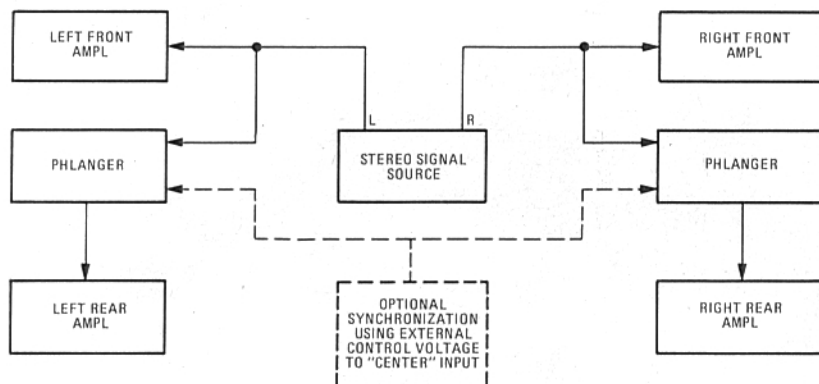 LEFT FRONT
AMPL
RIGHT FRONT
AMPL
L
R
PHLANGER
STEREO SIGNAL
SOURCE
PHLANGER
LEFT REAR
AMPL
OPTIONAL
SYNCHRONIZATION
USING EXTERNAL
CONTROL VOLTAGE
TO "CENTER" INPUT
RIGHT REAR
AMPL